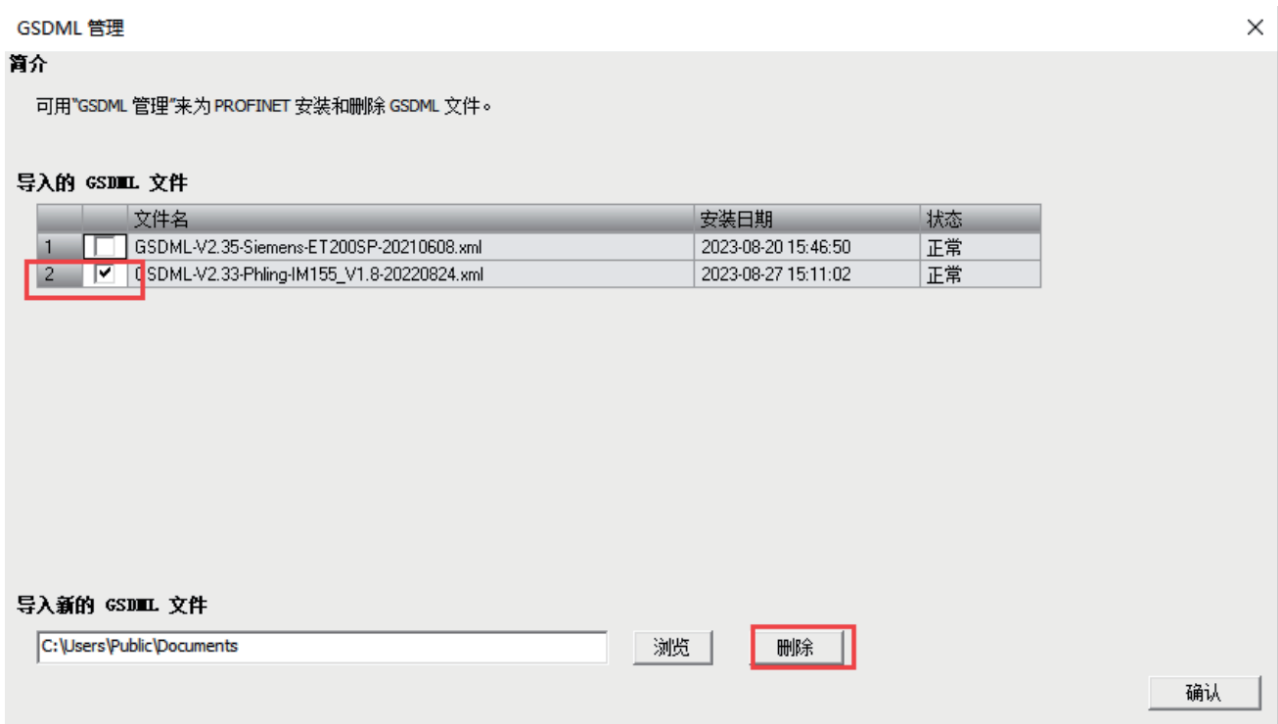 GSDML 管理
简介
可用"GSDML 管理"来为 PROFINET 安装和删除 GSDML 文件。
导入的 GSDML 文件
文件名 安装日期 状态
1 GSDML-V2.35-Siemens-ET200SP-20210608.xml 2023-08-20 15:46:50 正常
2 GSDML-V2.33-Phling-IM155_V1.8-20220824.xml 2023-08-27 15:11:02 正常
导入新的 GSDML 文件
C:\Users\Public\Documents 浏览 删除
确认